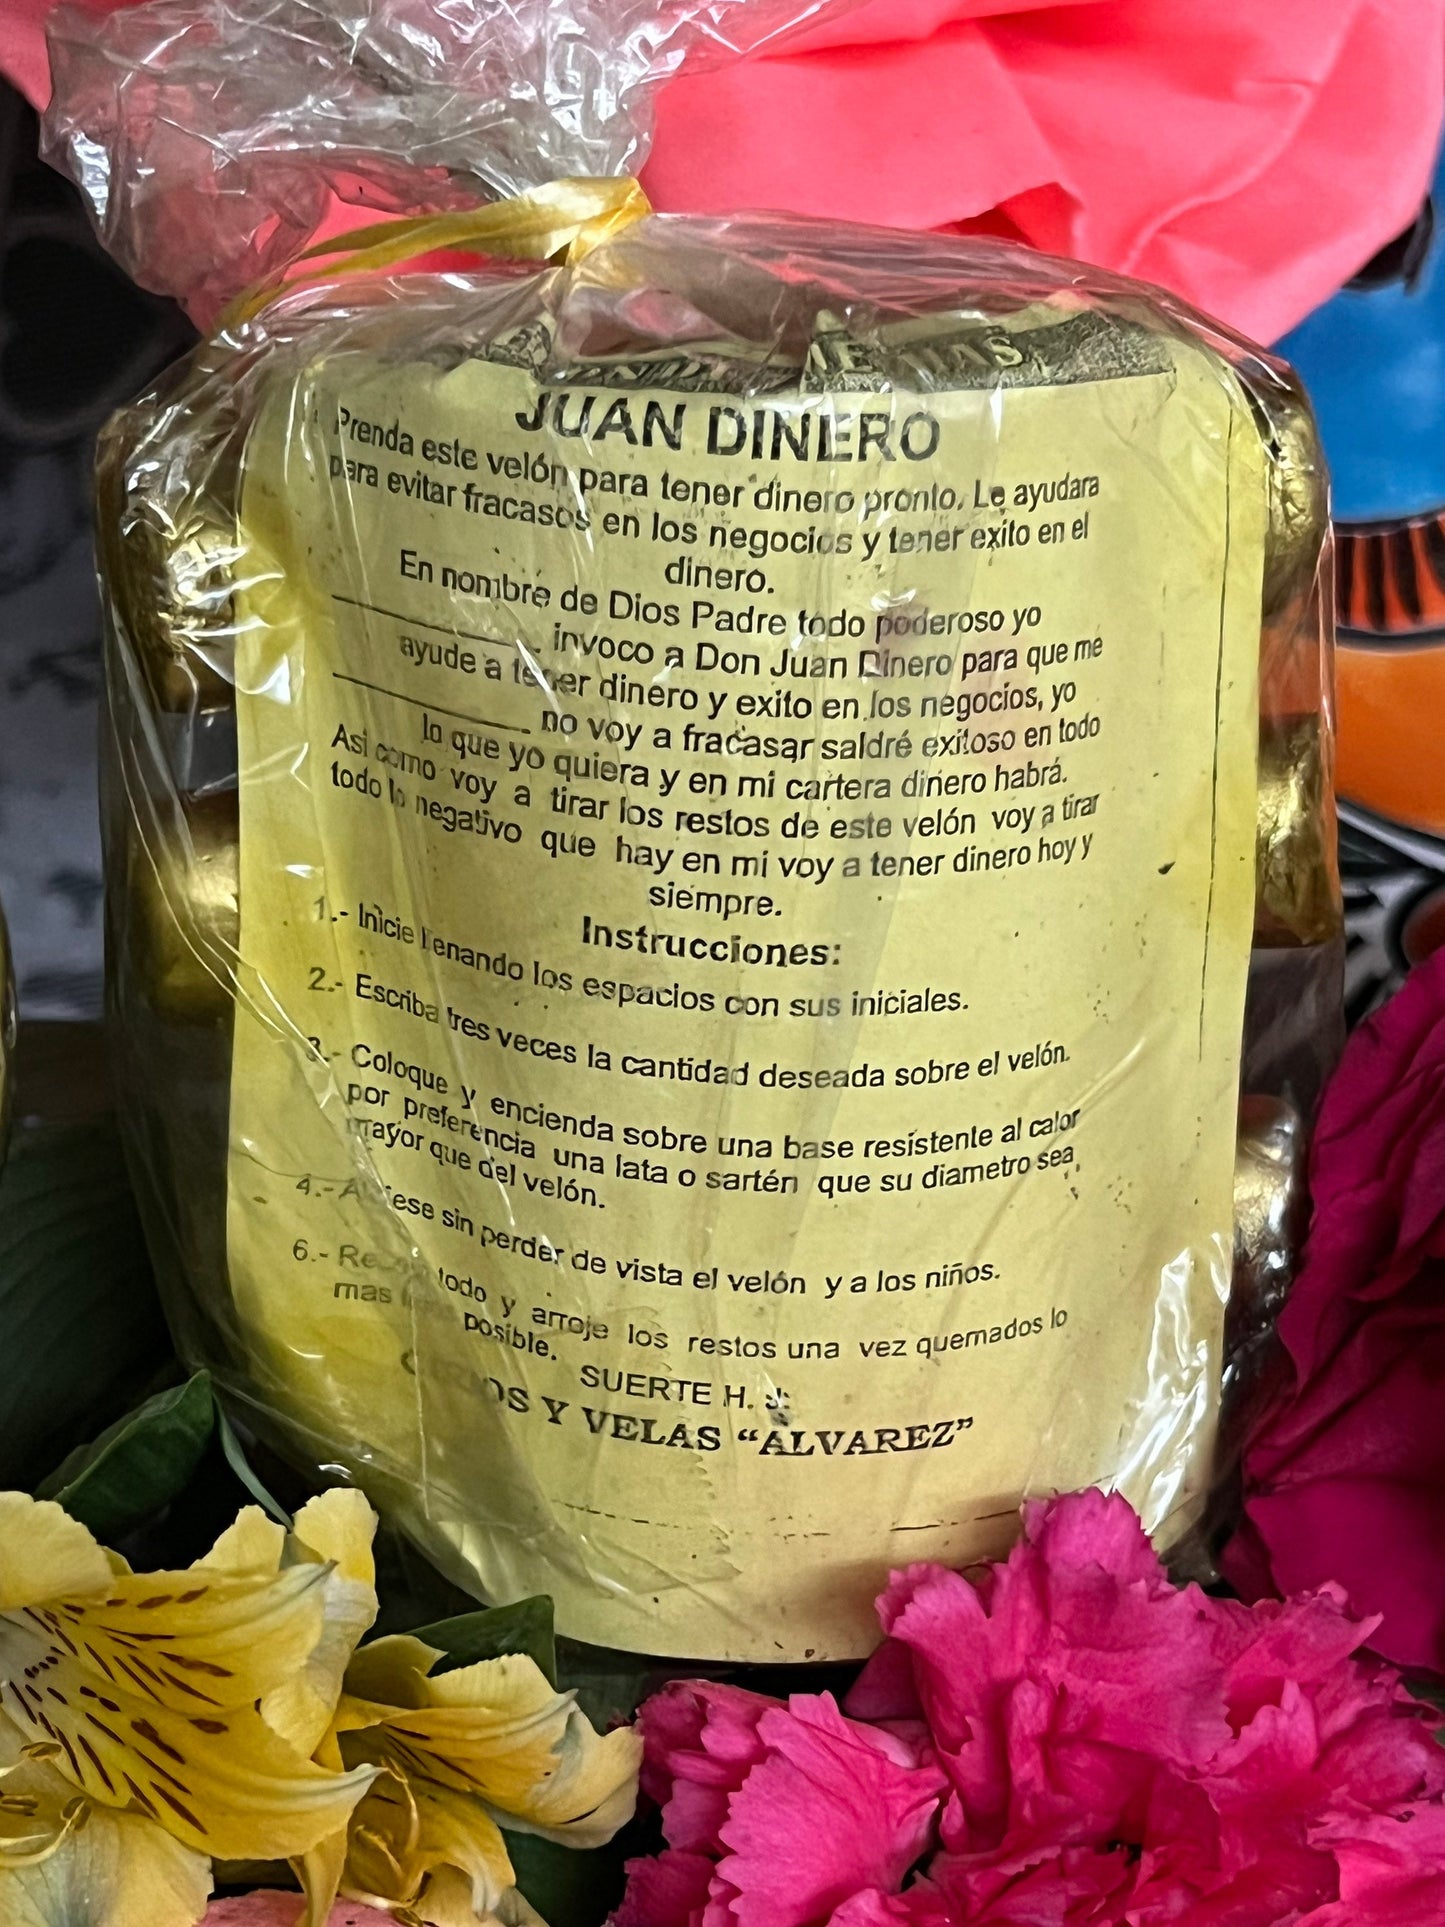 JUAN DINERO
Prenda este velón para tener dinero pronto. Le ayudara
para evitar fracasos en los negocios y tener exito en el
dinero.
En nombre de Dios Padre todo poderoso yo
____________. invoco a Don Juan Dinero para que me
ayude a tener dinero y exito en los negocios, yo
____________. no voy a fracasar saldré exitoso en todo
lo que yo quiera y en mi cartera dinero habrá.
Asi como voy a tirar los restos de este velón voy a tirar
todo lo negativo que hay en mi voy a tener dinero hoy y
siempre.
Instrucciones:
1.- Inicie llenando los espacios con sus iniciales.
2.- Escriba tres veces la cantidad deseada sobre el velón.
3.- Coloque y encienda sobre una base resistente al calor
por preferencia una lata o sartén que su diametro sea
mayor que del velón.
4.- sin perder de vista el velón y a los niños.
6.- todo y arroje los restos una vez quemados lo
mas posible.
SUERTE H.
Y VELAS “ALVAREZ”